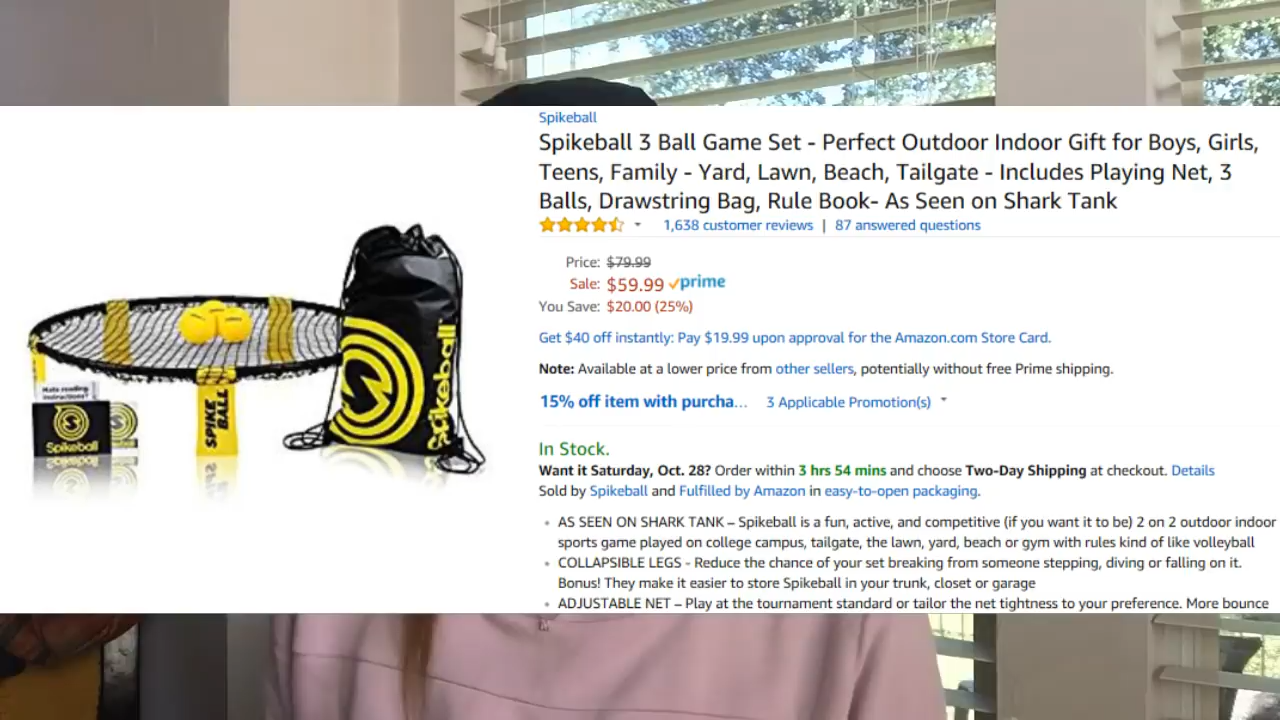 Spikeball
Spikeball 3 Ball Game Set - Perfect Outdoor Indoor Gift for Boys, Girls,
Teens, Family - Yard, Lawn, Beach, Tailgate - Includes Playing Net, 3
Balls, Drawstring Bag, Rule Book- As Seen on Shark Tank
1,638 customer reviews | 87 answered questions
Price: $79.99
Sale: $59.99 prime
You Save: $20.00 (25%)
Get $40 off instantly: Pay $19.99 upon approval for the Amazon.com Store Card.
Note: Available at a lower price from other sellers, potentially without free Prime shipping.
15% off item with purcha... 3 Applicable Promotion(s)
In Stock.
Want it Saturday, Oct. 28? Order within 3 hrs 54 mins and choose Two-Day Shipping at checkout. Details
Sold by Spikeball and Fulfilled by Amazon in easy-to-open packaging.
• AS SEEN ON SHARK TANK – Spikeball is a fun, active, and competitive (if you want it to be) 2 on 2 outdoor indoor
sports game played on college campus, tailgate, the lawn, yard, beach or gym with rules kind of like volleyball
• COLLAPSIBLE LEGS - Reduce the chance of your set breaking from someone stepping, diving or falling on it.
Bonus! They make it easier to store Spikeball in your trunk, closet or garage
• ADJUSTABLE NET – Play at the tournament standard or tailor the net tightness to your preference. More bounce
Hate reading
instructions?
Spikeball
SPIKE
BALL
Spikeball